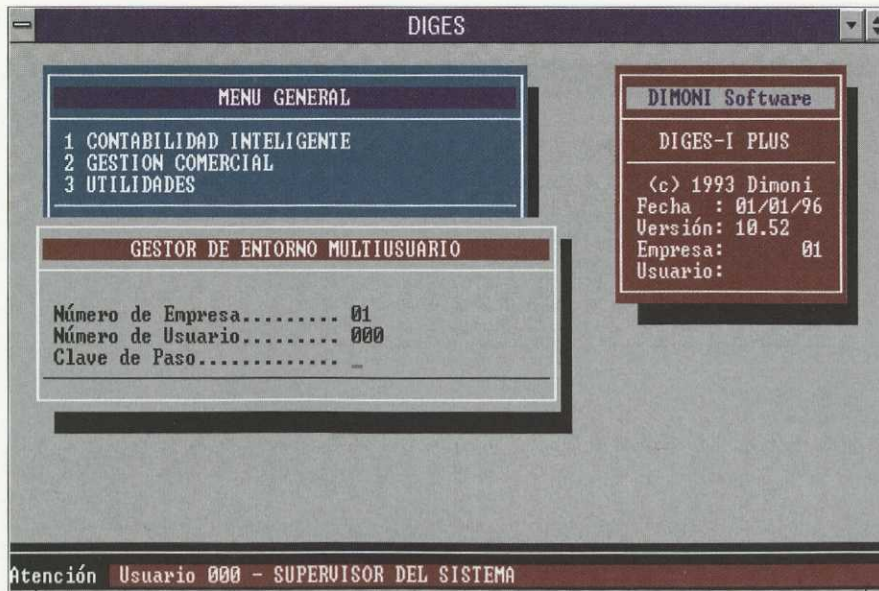 DIGES
MENU GENERAL
1 CONTABILIDAD INTELIGENTE
2 GESTION COMERCIAL
3 UTILIDADES
DIMONI Software
DIGES-I PLUS
(c) 1993 Dimoni
Fecha : 01/01/96
Versión: 10.52
Empresa: 01
Usuario:
GESTOR DE ENTORNO MULTIUSUARIO
Número de Empresa......... 01
Número de Usuario......... 000
Clave de Paso............. _
Atención Usuario 000 - SUPERVISOR DEL SISTEMA